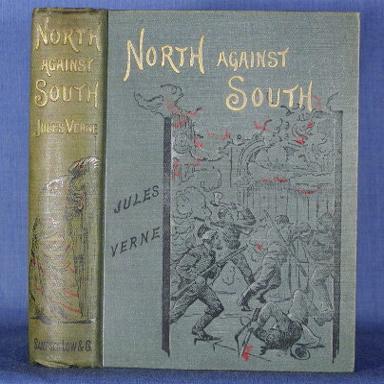 NORTH
AGAINST
SOUTH
JULES VERNE
SAMPSON LOW & Co.
NORTH AGAINST
SOUTH
JULES
VERNE